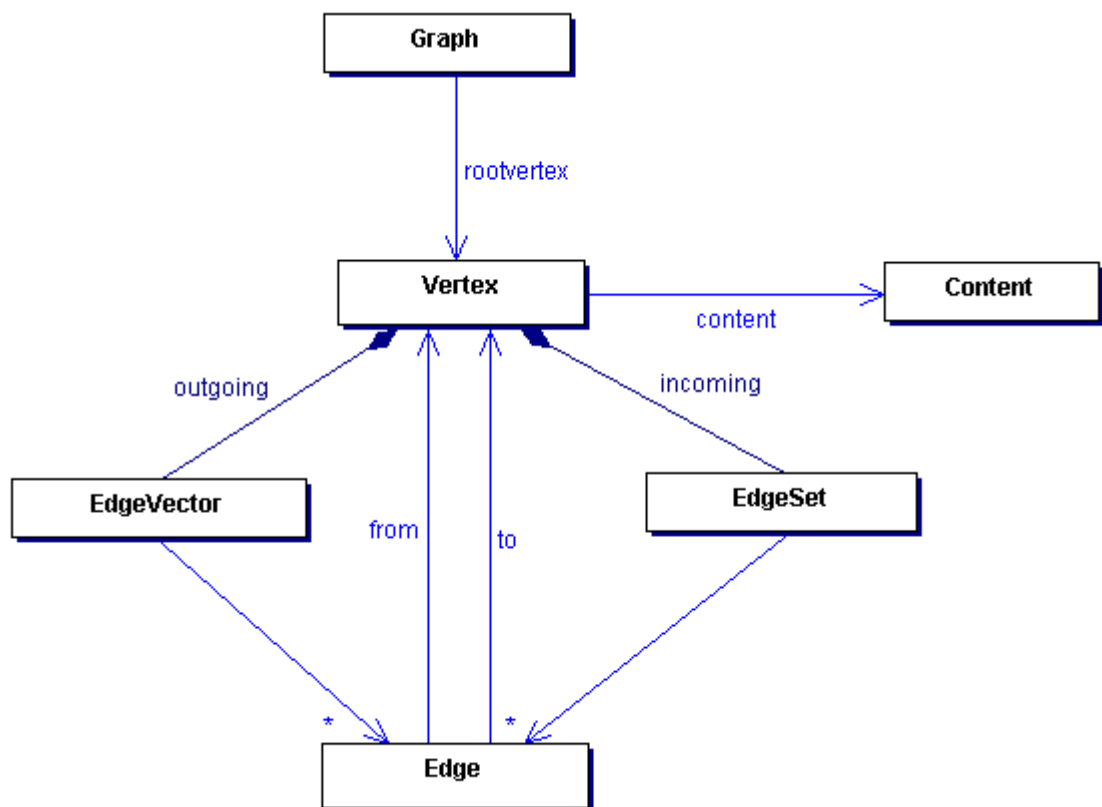 Graph
rootvertex
Vertex
Content
content
outgoing
incoming
EdgeVector
EdgeSet
from
to
*
*
Edge